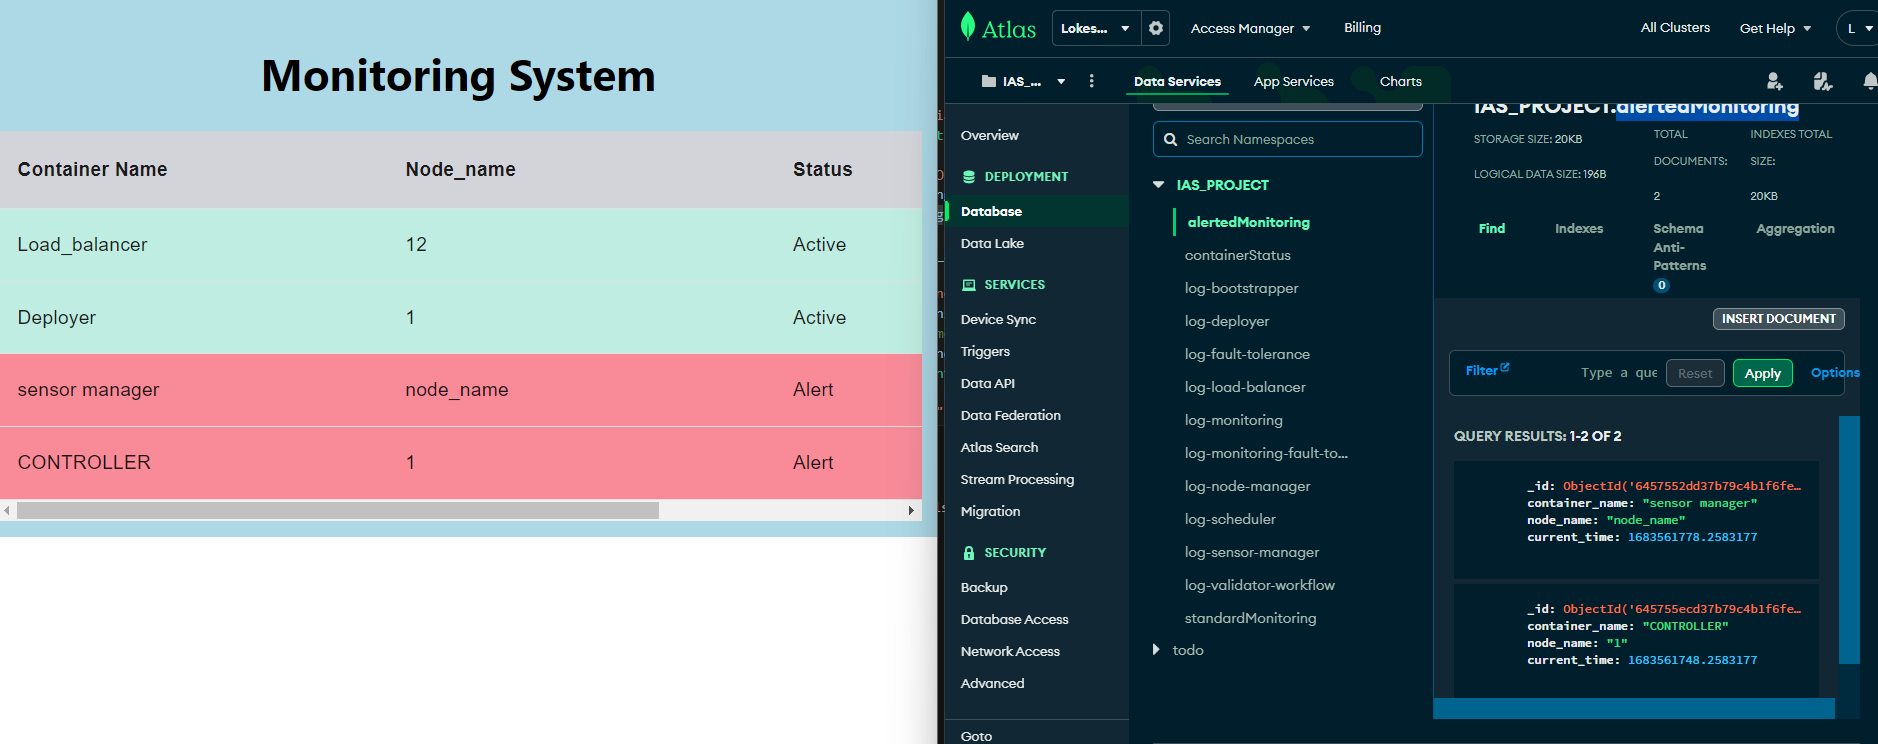 Monitoring System
Container Name Node_name Status
Load_balancer 12 Active
Deployer 1 Active
sensor manager node_name Alert
CONTROLLER 1 Alert
Atlas Lokes... Access Manager Billing All Clusters Get Help L
IAS_... Data Services App Services Charts
Overview
DEPLOYMENT
Database
Data Lake
SERVICES
Device Sync
Triggers
Data API
Data Federation
Atlas Search
Stream Processing
Migration
SECURITY
Backup
Database Access
Network Access
Advanced
Goto
Search Namespaces
IAS_PROJECT
alertedMonitoring
containerStatus
log-bootstrapper
log-deployer
log-fault-tolerance
log-load-balancer
log-monitoring
log-monitoring-fault-to...
log-node-manager
log-scheduler
log-sensor-manager
log-validator-workflow
standardMonitoring
todo
IAS_PROJECT.alertedMonitoring
STORAGE SIZE: 20KB
LOGICAL DATA SIZE: 196B
TOTAL
DOCUMENTS:
2
INDEXES TOTAL
SIZE:
20KB
Find
Indexes
Schema
Anti-
Patterns
0
Aggregation
INSERT DOCUMENT
Filter Type a que Reset Apply Options
QUERY RESULTS: 1-2 OF 2
_id: ObjectId('6457552dd37b79c4b1f6fe…
container_name: "sensor manager"
node_name: "node_name"
current_time: 1683561778.2583177
_id: ObjectId('645755ecd37b79c4b1f6fe…
container_name: "CONTROLLER"
node_name: "1"
current_time: 1683561748.2583177